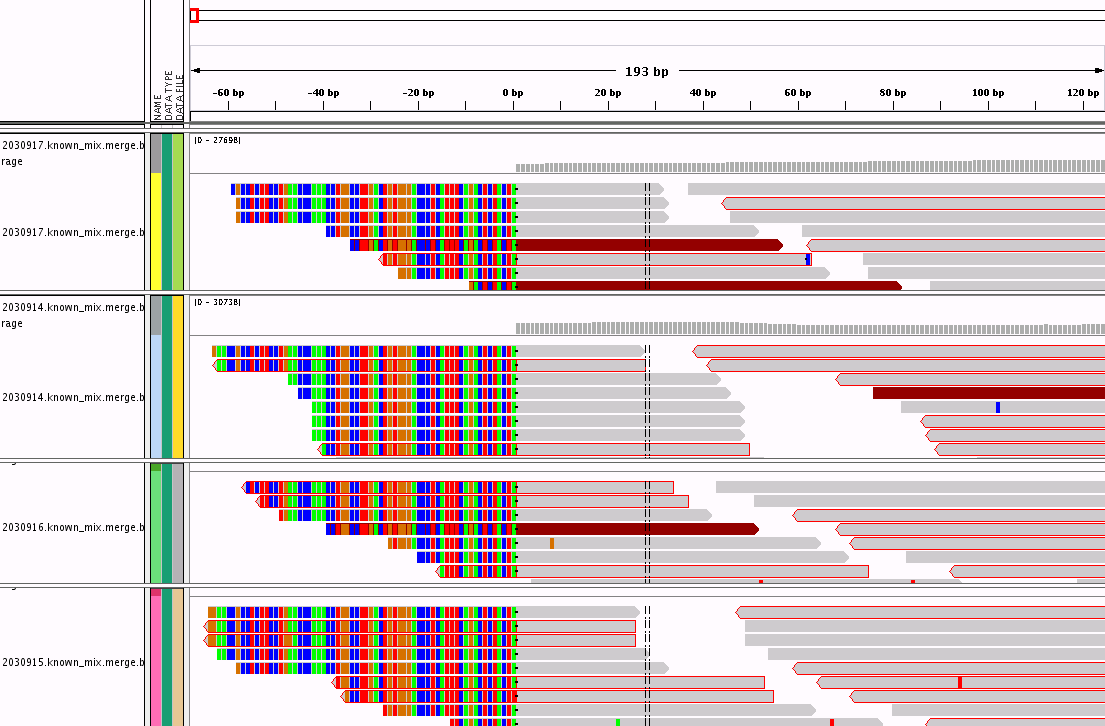 193 bp
NAME
DATA TYPE
DATA FILE
-60 bp -40 bp -20 bp 0 bp 20 bp 40 bp 60 bp 80 bp 100 bp 120 bp
2030917.known_mix.merge.b
rage
[0 - 2769B]
2030917.known_mix.merge.b
2030914.known_mix.merge.b
rage
[0 - 3073B]
2030914.known_mix.merge.b
2030916.known_mix.merge.b
2030915.known_mix.merge.b